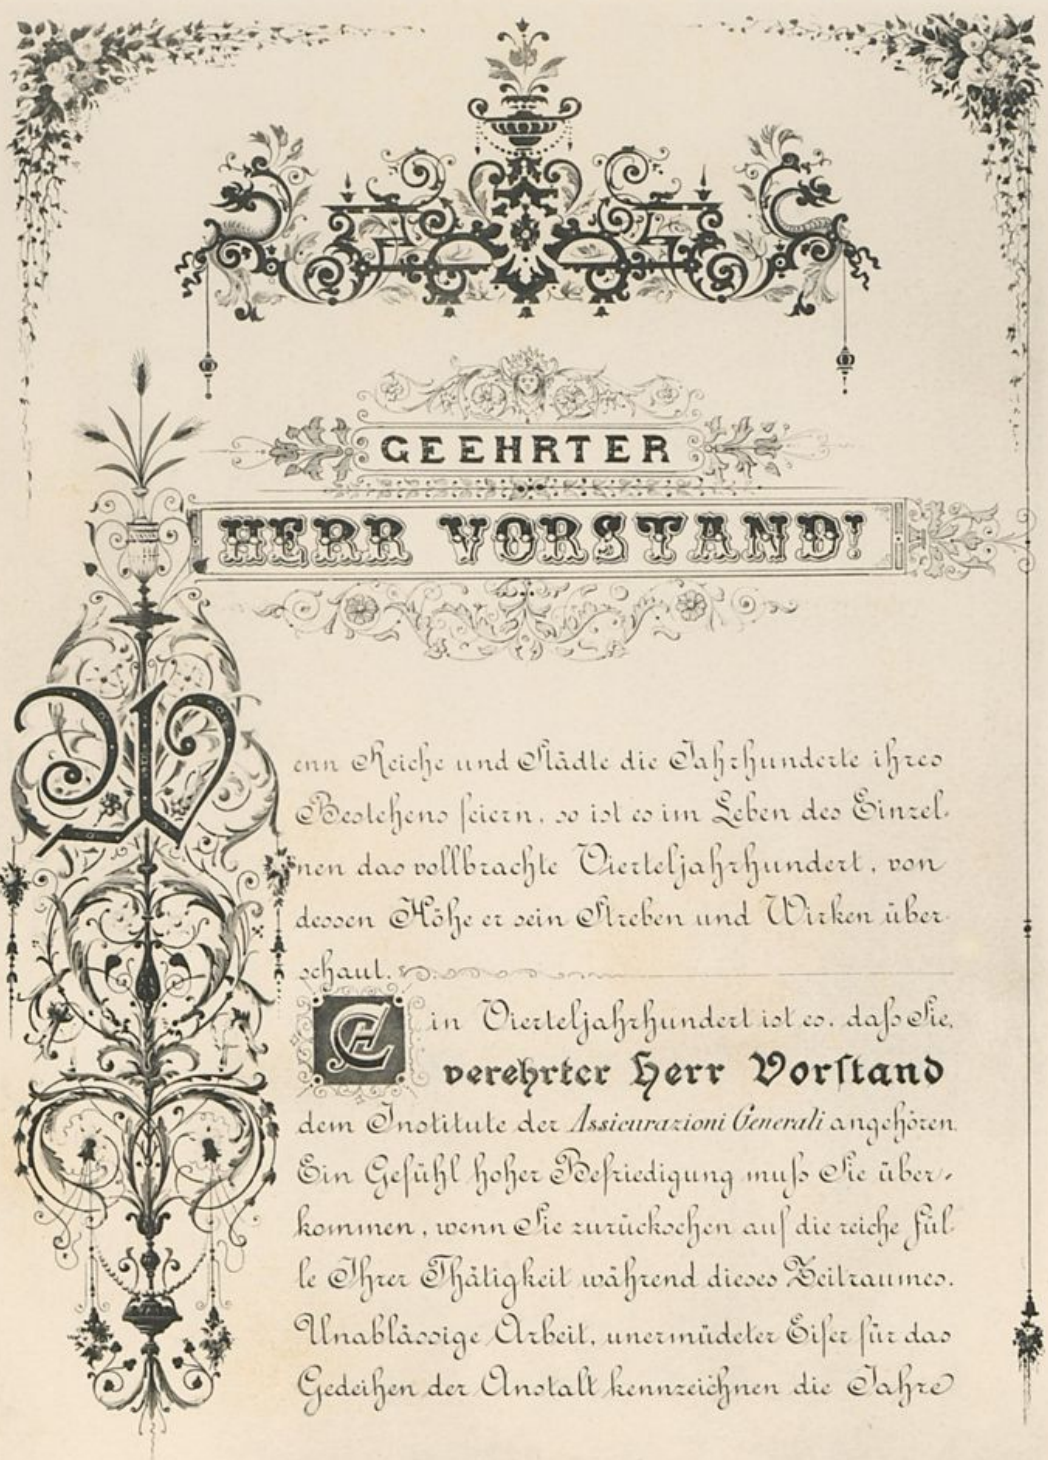 GEEHRTER
HERR VORSTAND!
Wenn Reiche und Städte die Jahrhunderte ihres
Bestehens feiern, so ist es im Leben des Einzel-
nen das vollbrachte Vierteljahrhundert, von
dessen Höhe er sein Streben und Wirken über-
schaut.
Ein Vierteljahrhundert ist es, daß Sie,
verehrter Herr Vorstand
dem Institute der Assicurazioni Generali angehören.
Ein Gefühl hoher Befriedigung muß Sie über-
kommen, wenn Sie zurücksehen auf die reiche Fül-
le Ihrer Thätigkeit während dieses Zeitraumes.
Unablässige Arbeit, unermüdeter Eifer für das
Gedeihen der Anstalt kennzeichnen die Jahre